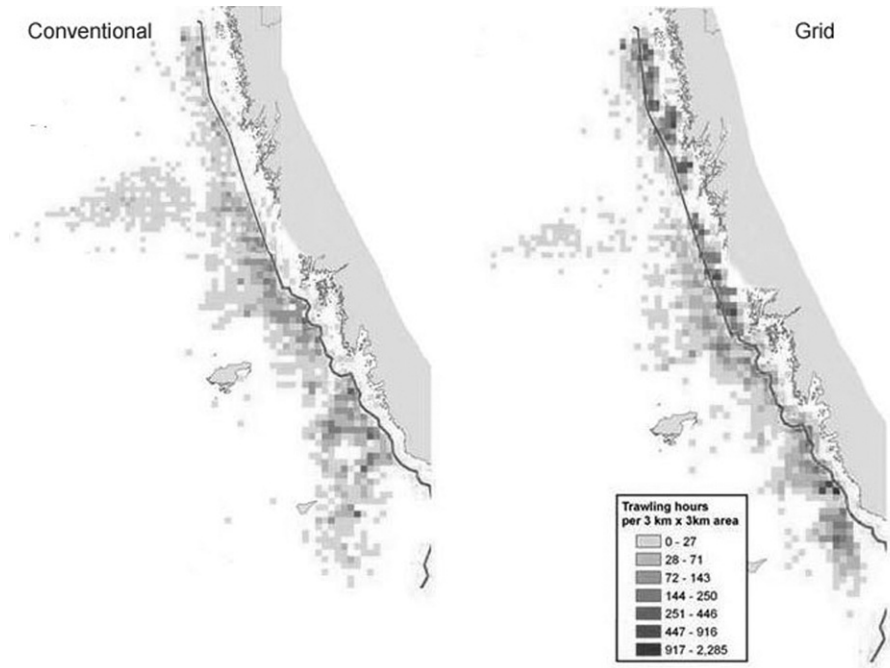 Conventional
Grid
Trawling hours
per 3 km x 3km area
0 - 27
28 - 71
72 - 143
144 - 250
251 - 446
447 - 916
917 - 2,285